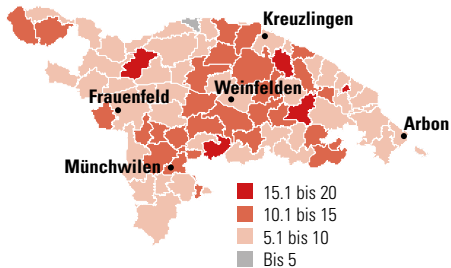 Kreuzlingen
Frauenfeld
Weinfelden
Arbon
Münchwilen
15.1 bis 20
10.1 bis 15
5.1 bis 10
Bis 5